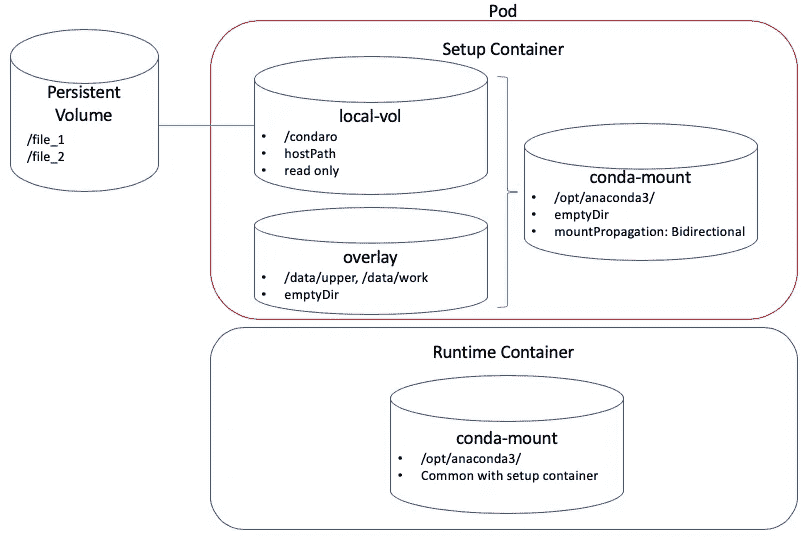 Pod
Setup Container
Persistent
Volume
/file_1
/file_2
local-vol
• /condaro
• hostPath
• read only
overlay
• /data/upper, /data/work
• emptyDir
conda-mount
• /opt/anaconda3/
• emptyDir
• mountPropagation: Bidirectional
Runtime Container
conda-mount
• /opt/anaconda3/
• Common with setup container